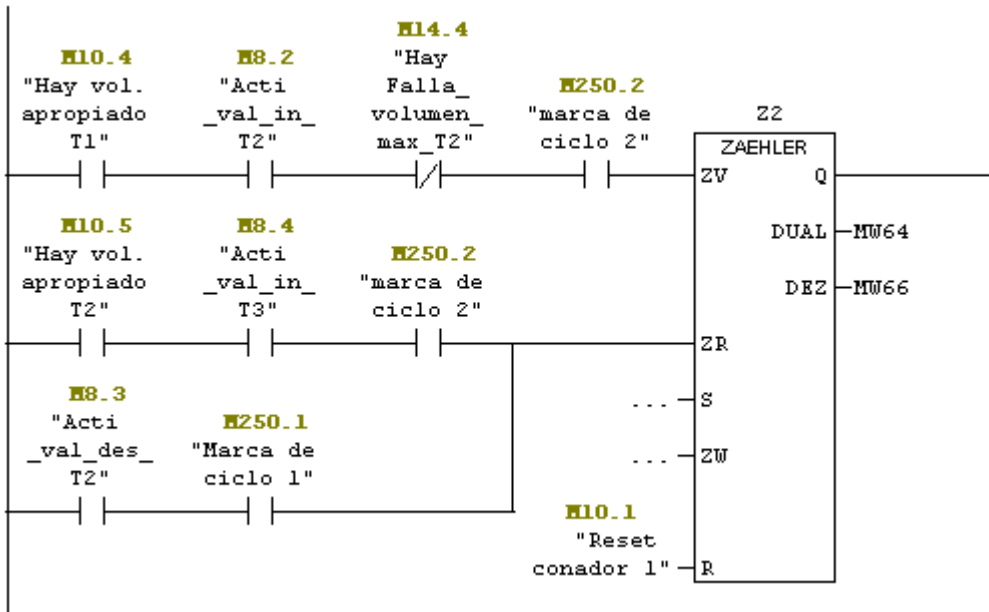 M14.4
M10.4 M8.2 "Hay
"Hay vol. "Acti Falla_ M250.2
apropiado _val_in_ volumen_ "marca de Z2
T1" T2" max_T2" ciclo 2" ZAEHLER
ZV Q
M10.5 M8.4 DUAL MW64
"Hay vol. "Acti M250.2
apropiado _val_in_ "marca de DEZ MW66
T2" T3" ciclo 2"
ZR
M8.3
"Acti M250.1 ... S
_val_des_ "Marca de
T2" ciclo 1" ... ZW
M10.1
"Reset
conador 1" R